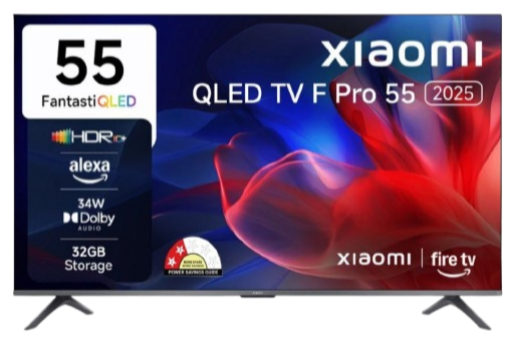 55
FantastiQLED
HDR10+
alexa
34W
Dolby
AUDIO
32GB
Storage
xiaomi
QLED TV F Pro 55 2025
POWER SAVINGS GUIDE
xiaomi | fire tv